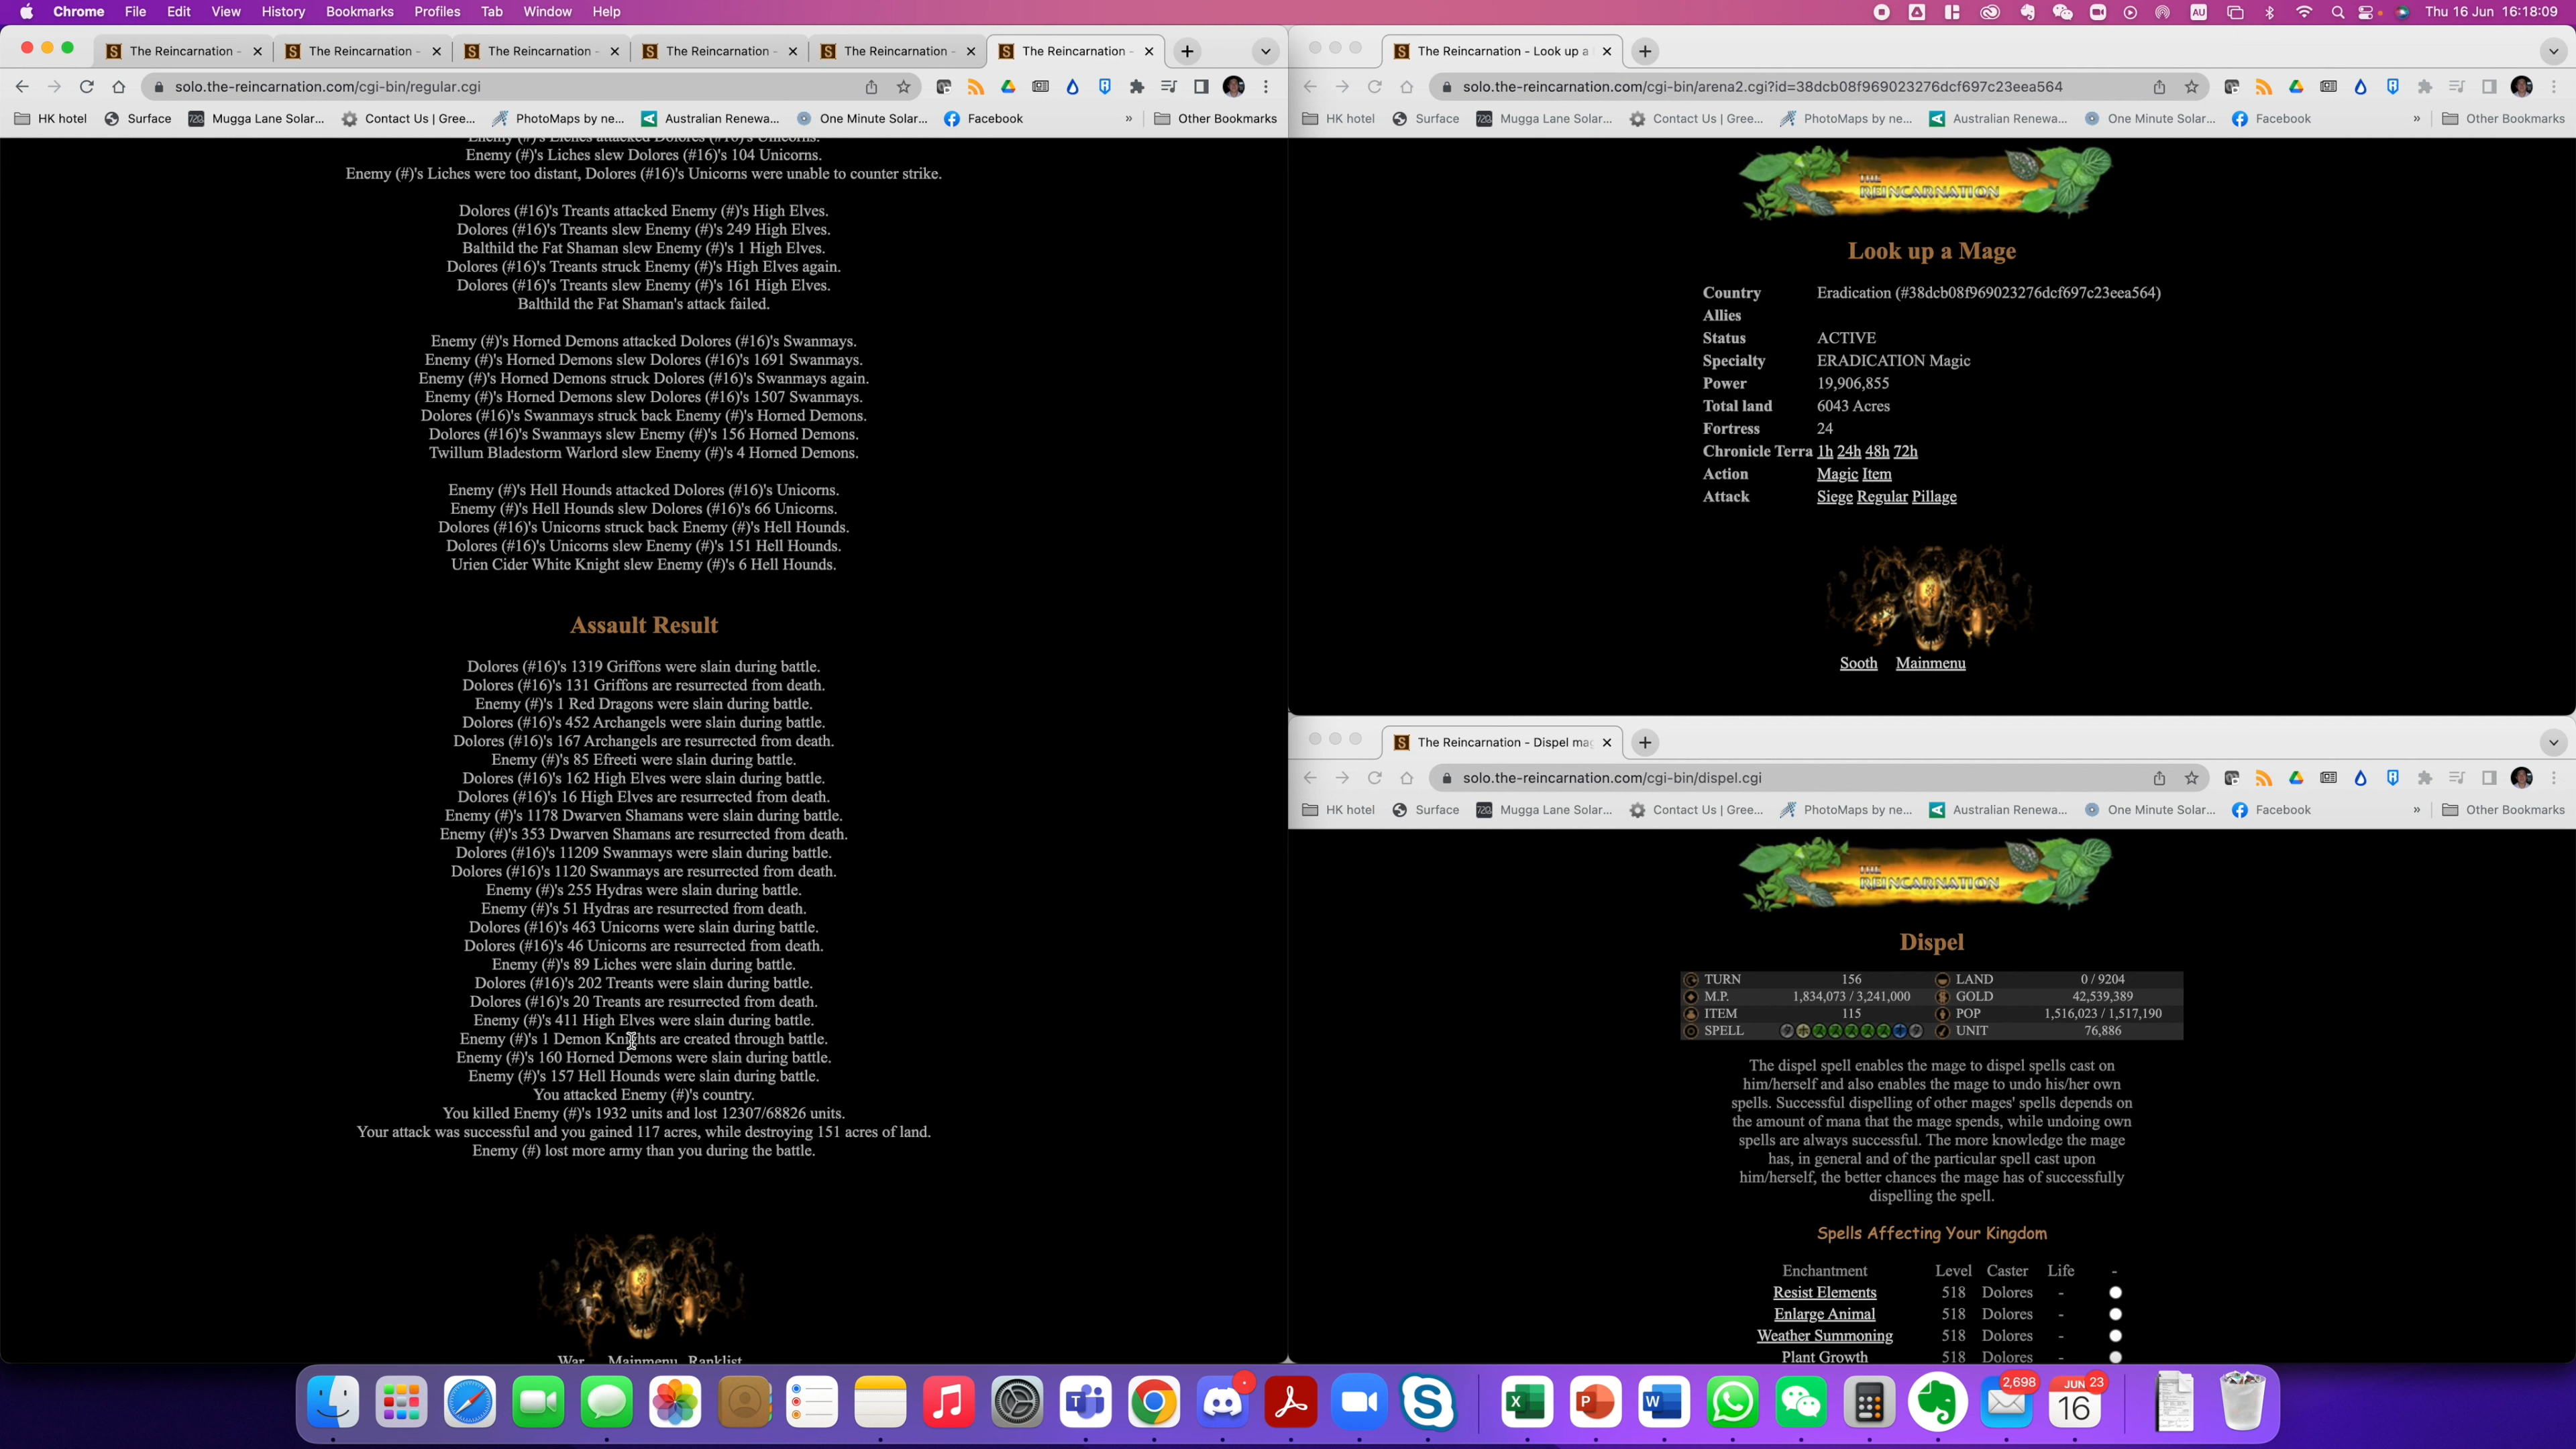 Chrome File Edit View History Bookmarks Profiles Tab Window Help
AU Thu 16 Jun 16:18:09
The Reincarnation - The Reincarnation - The Reincarnation - The Reincarnation - The Reincarnation - The Reincarnation -
solo.the-reincarnation.com/cgi-bin/regular.cgi
HK hotel Surface Mugga Lane Solar... Contact Us | Gree... PhotoMaps by ne... Australian Renewa... One Minute Solar... Facebook » Other Bookmarks
Enemy (#)'s Liches attacked Dolores (#16)'s Unicorns.
Enemy (#)'s Liches slew Dolores (#16)'s 104 Unicorns.
Enemy (#)'s Liches were too distant, Dolores (#16)'s Unicorns were unable to counter strike.
Dolores (#16)'s Treants attacked Enemy (#)'s High Elves.
Dolores (#16)'s Treants slew Enemy (#)'s 249 High Elves.
Balthild the Fat Shaman slew Enemy (#)'s 1 High Elves.
Dolores (#16)'s Treants struck Enemy (#)'s High Elves again.
Dolores (#16)'s Treants slew Enemy (#)'s 161 High Elves.
Balthild the Fat Shaman's attack failed.
Enemy (#)'s Horned Demons attacked Dolores (#16)'s Swanmays.
Enemy (#)'s Horned Demons slew Dolores (#16)'s 1691 Swanmays.
Enemy (#)'s Horned Demons struck Dolores (#16)'s Swanmays again.
Enemy (#)'s Horned Demons slew Dolores (#16)'s 1507 Swanmays.
Dolores (#16)'s Swanmays struck back Enemy (#)'s Horned Demons.
Dolores (#16)'s Swanmays slew Enemy (#)'s 156 Horned Demons.
Twillum Bladestorm Warlord slew Enemy (#)'s 4 Horned Demons.
Enemy (#)'s Hell Hounds attacked Dolores (#16)'s Unicorns.
Enemy (#)'s Hell Hounds slew Dolores (#16)'s 66 Unicorns.
Dolores (#16)'s Unicorns struck back Enemy (#)'s Hell Hounds.
Dolores (#16)'s Unicorns slew Enemy (#)'s 151 Hell Hounds.
Urien Cider White Knight slew Enemy (#)'s 6 Hell Hounds.
Assault Result
Dolores (#16)'s 1319 Griffons were slain during battle.
Dolores (#16)'s 131 Griffons are resurrected from death.
Enemy (#)'s 1 Red Dragons were slain during battle.
Dolores (#16)'s 452 Archangels were slain during battle.
Dolores (#16)'s 167 Archangels are resurrected from death.
Enemy (#)'s 85 Efreeti were slain during battle.
Dolores (#16)'s 162 High Elves were slain during battle.
Dolores (#16)'s 16 High Elves are resurrected from death.
Enemy (#)'s 1178 Dwarven Shamans were slain during battle.
Enemy (#)'s 353 Dwarven Shamans are resurrected from death.
Dolores (#16)'s 11209 Swanmays were slain during battle.
Dolores (#16)'s 1120 Swanmays are resurrected from death.
Enemy (#)'s 255 Hydras were slain during battle.
Enemy (#)'s 51 Hydras are resurrected from death.
Dolores (#16)'s 463 Unicorns were slain during battle.
Dolores (#16)'s 46 Unicorns are resurrected from death.
Enemy (#)'s 89 Liches were slain during battle.
Dolores (#16)'s 202 Treants were slain during battle.
Dolores (#16)'s 20 Treants are resurrected from death.
Enemy (#)'s 411 High Elves were slain during battle.
Enemy (#)'s 1 Demon Knights are created through battle.
Enemy (#)'s 160 Horned Demons were slain during battle.
Enemy (#)'s 157 Hell Hounds were slain during battle.
You attacked Enemy (#)'s country.
You killed Enemy (#)'s 1932 units and lost 12307/68826 units.
Your attack was successful and you gained 117 acres, while destroying 151 acres of land.
Enemy (#) lost more army than you during the battle.
War Mainmenu Ranklist
The Reincarnation - Look up a
solo.the-reincarnation.com/cgi-bin/arena2.cgi?id=38dcb08f969023276dcf697c23eea564
HK hotel Surface Mugga Lane Solar... Contact Us | Gree... PhotoMaps by ne... Australian Renewa... One Minute Solar... Facebook » Other Bookmarks
THE
REINCARNATION
Look up a Mage
Country Eradication (#38dcb08f969023276dcf697c23eea564)
Allies
Status ACTIVE
Specialty ERADICATION Magic
Power 19,906,855
Total land 6043 Acres
Fortress 24
Chronicle Terra 1h 24h 48h 72h
Action Magic Item
Attack Siege Regular Pillage
Sooth Mainmenu
The Reincarnation - Dispel mag
solo.the-reincarnation.com/cgi-bin/dispel.cgi
HK hotel Surface Mugga Lane Solar... Contact Us | Gree... PhotoMaps by ne... Australian Renewa... One Minute Solar... Facebook » Other Bookmarks
THE
REINCARNATION
Dispel
TURN 156 LAND 0 / 9204
M.P. 1,834,073 / 3,241,000 GOLD 42,539,389
ITEM 115 POP 1,516,023 / 1,517,190
SPELL UNIT 76,886
The dispel spell enables the mage to dispel spells cast on
him/herself and also enables the mage to undo his/her own
spells. Successful dispelling of other mages' spells depends on
the amount of mana that the mage spends, while undoing own
spells are always successful. The more knowledge the mage
has, in general and of the particular spell cast upon
him/herself, the better chances the mage has of successfully
dispelling the spell.
Spells Affecting Your Kingdom
Enchantment Level Caster Life -
Resist Elements 518 Dolores -
Enlarge Animal 518 Dolores -
Weather Summoning 518 Dolores -
Plant Growth 518 Dolores -
2,698
JUN 23
16